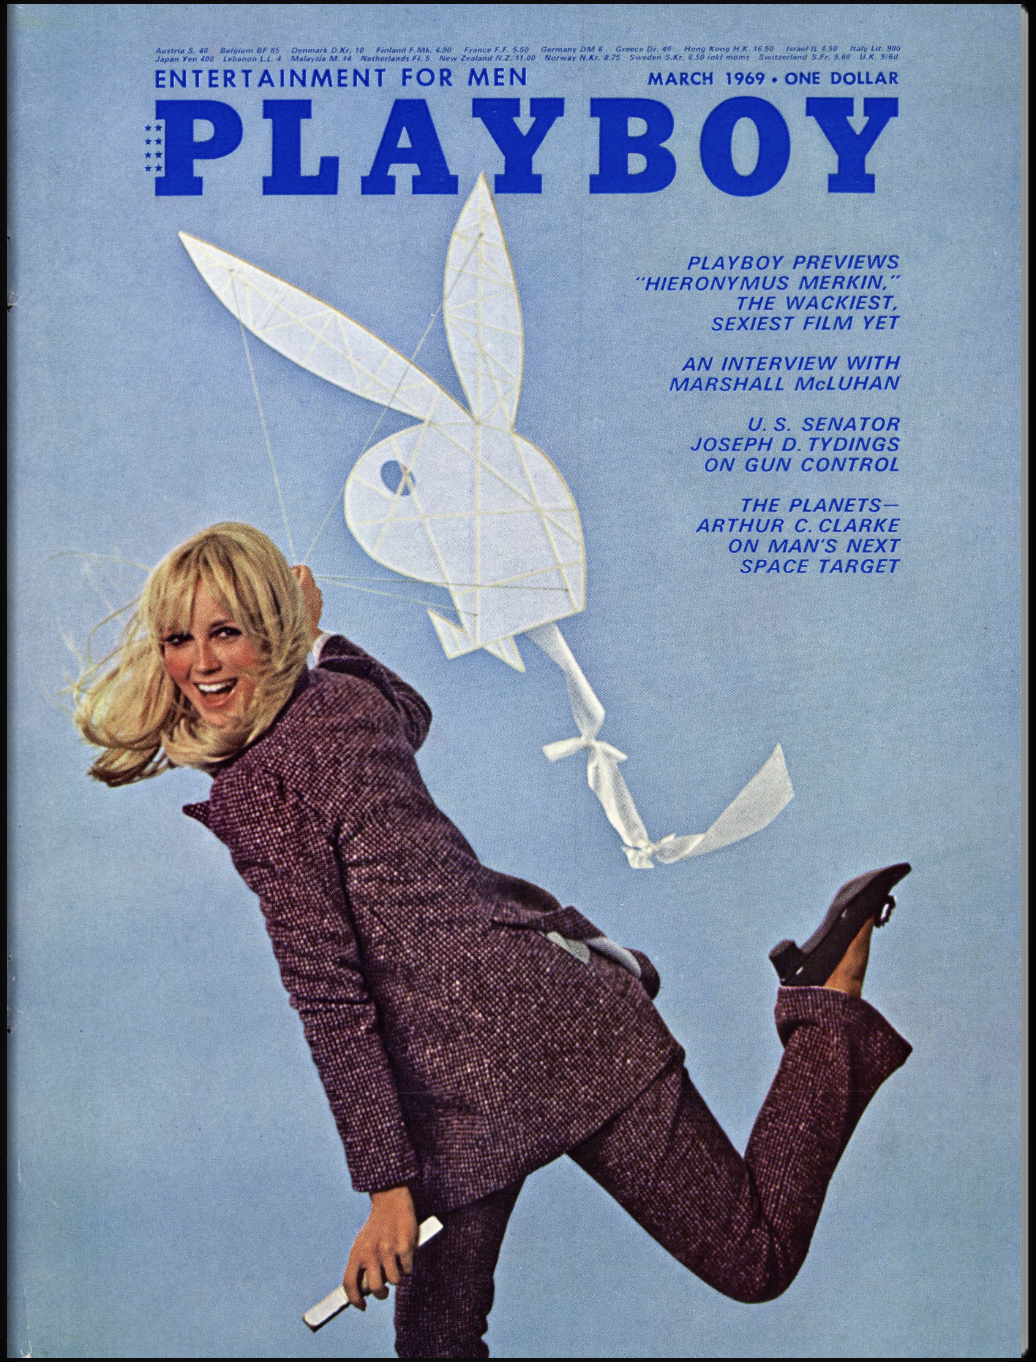 Austria S. 40 Belgium BF 65 Denmark D.Kr. 10 Finland F.Mk. 4.90 France F.F. 5.50 Germany DM 6 Greece Dr. 40 Hong Kong H.K. $6.50 Israel IL 4.50 Italy Lit. 900
Japan Yen 400 Lebanon L.L. 4 Malaysia M. $4 Netherlands Fl. 5 New Zealand N.Z. $1.00 Norway N.Kr. 8.75 Sweden S.Kr. 6.50 inkl moms Switzerland S.Fr. 5.60 U.K. 9/6d.
ENTERTAINMENT FOR MEN
MARCH 1969 • ONE DOLLAR
PLAYBOY
PLAYBOY PREVIEWS
"HIERONYMUS MERKIN,"
THE WACKIEST,
SEXIEST FILM YET
AN INTERVIEW WITH
MARSHALL McLUHAN
U. S. SENATOR
JOSEPH D. TYDINGS
ON GUN CONTROL
THE PLANETS—
ARTHUR C. CLARKE
ON MAN'S NEXT
SPACE TARGET